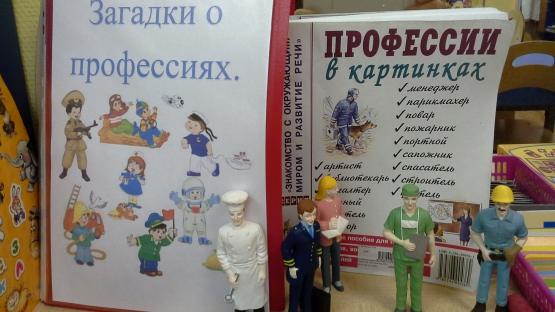 Загадки о
профессиях.
«ЗНАКОМСТВО С ОКРУЖАЮЩИМ
МИРОМ И РАЗВИТИЕ РЕЧИ»
ПРОФЕССИИ
в картинках
✓менеджер
✓парикмахер
✓повар
✓пожарник
✓портной
✓сапожник
✓спасатель
✓строитель
✓артист